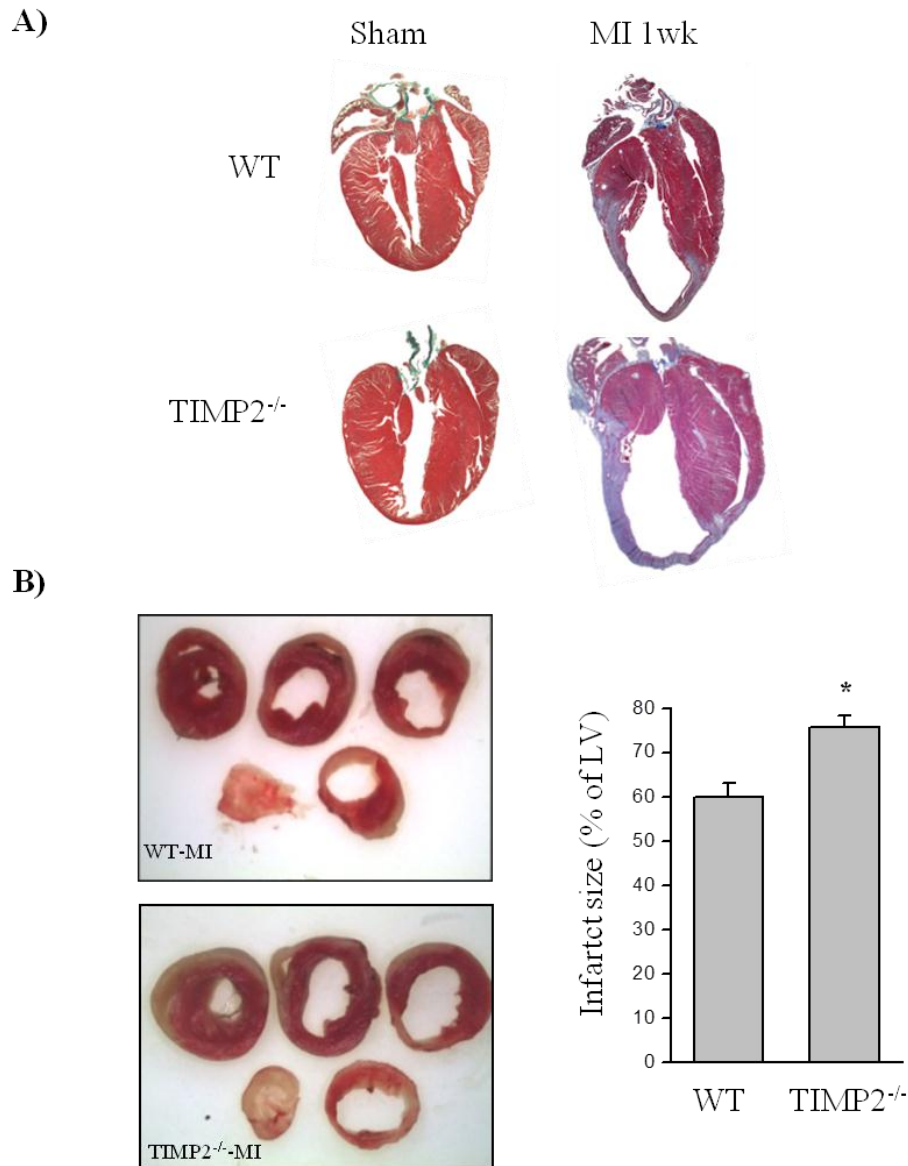 A)
Sham
MI 1wk
WT
TIMP2-/-
B)
WT-MI
TIMP2-/--MI
*
80
70
60
50
40
30
20
10
0
Infartct size (% of LV)
WT
TIMP2-/-